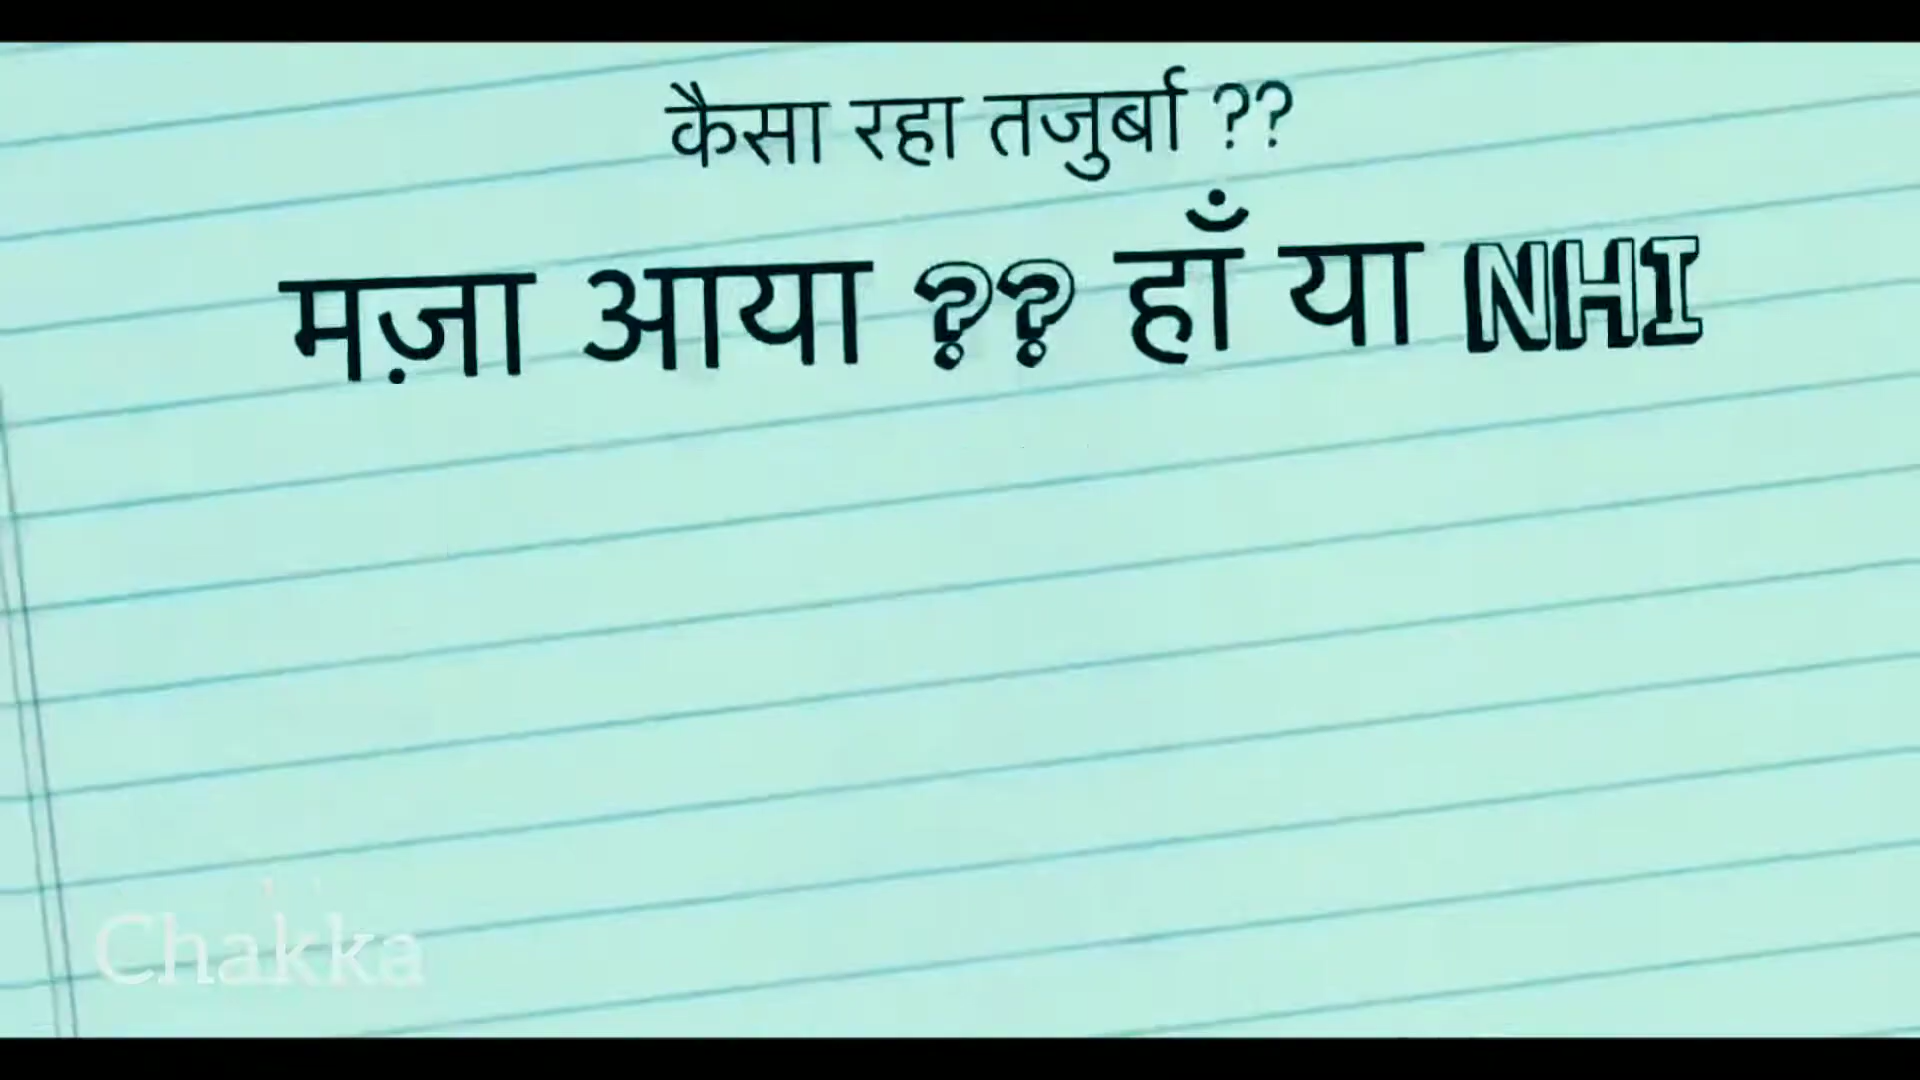 कैसा रहा तजुर्बा ??
मज़ा आया ?? हाँ या NHI
Chakka